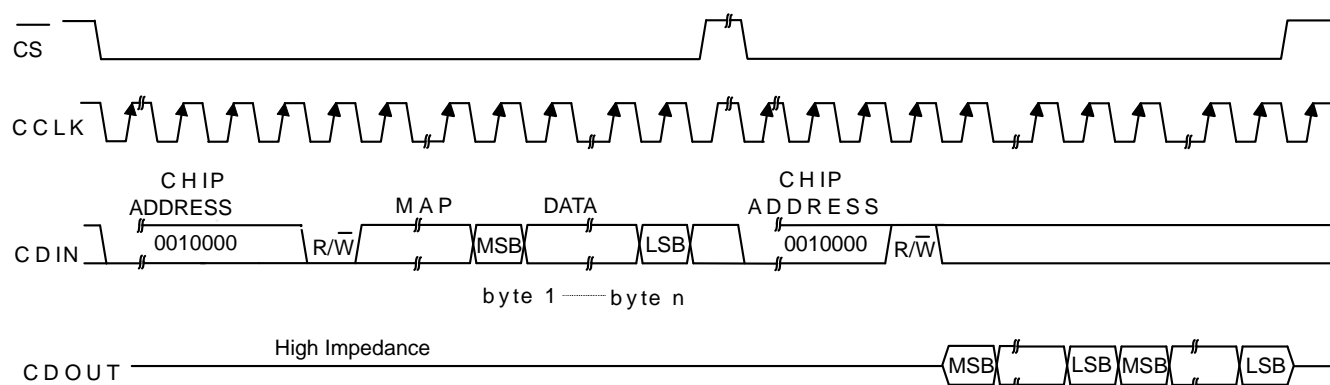 CS
CCLK
CHIP ADDRESS
MAP
DATA
CHIP ADDRESS
CDIN
0010000
R/W
MSB
LSB
0010000
R/W
byte 1 byte n
High Impedance
CDOUT
MSB
LSB
MSB
LSB